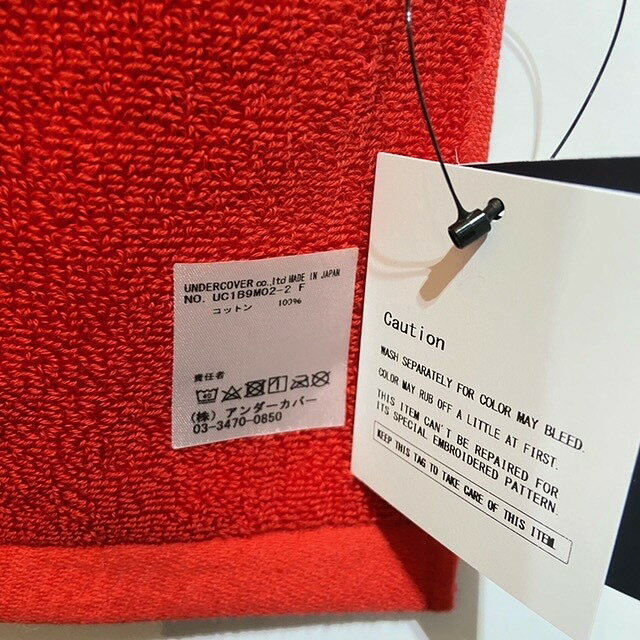 UNDERCOVER co.,ltd MADE IN JAPAN
NO. UC1B9M02-2 F
コットン 100%
責任者
40
(株) アンダーカバー
03-3470-0850
Caution
WASH SEPARATELY FOR COLOR MAY BLEED.
COLOR MAY RUB OFF A LITTLE AT FIRST.
THIS ITEM CAN'T BE REPAIRED FOR
ITS SPECIAL EMBROIDERED PATTERN.
KEEP THIS TAG TO TAKE CARE OF THIS ITEM.